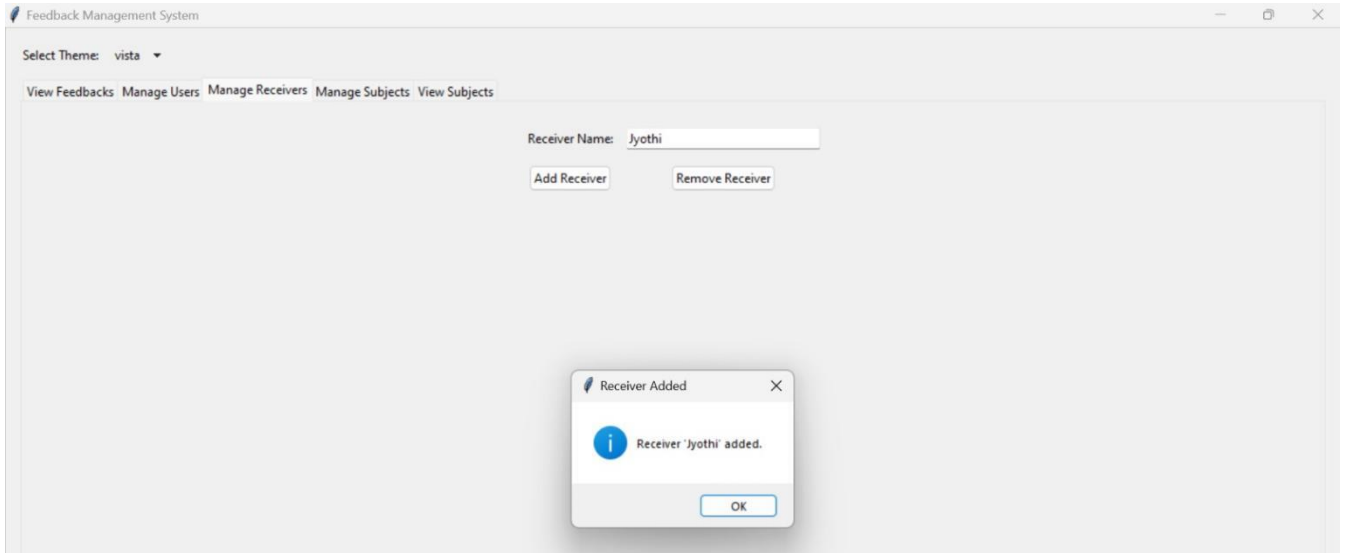 Feedback Management System
Select Theme: vista
View Feedbacks Manage Users Manage Receivers Manage Subjects View Subjects
Receiver Name: Jyothi
Add Receiver Remove Receiver
Receiver Added
i
Receiver 'Jyothi' added.
OK